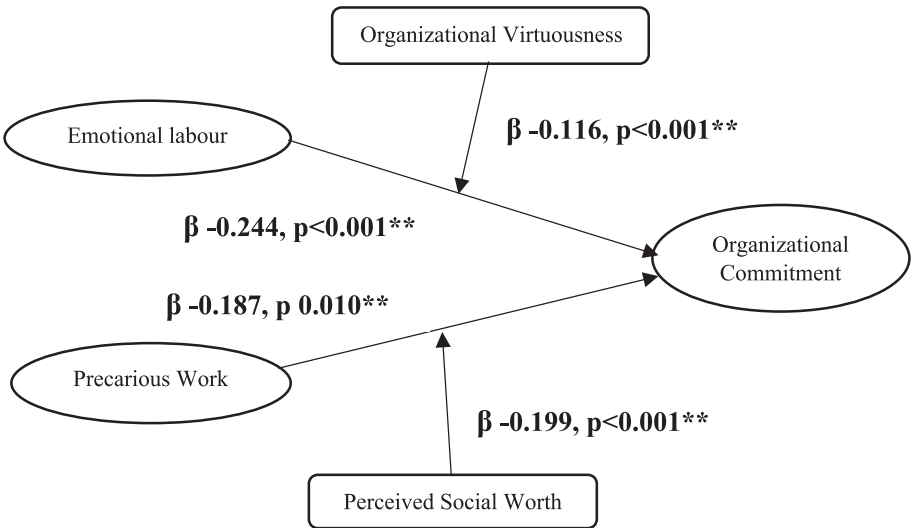 Organizational Virtuousness
Emotional labour
β -0.116, p<0.001**
β -0.244, p<0.001**
Organizational
Commitment
β -0.187, p 0.010**
Precarious Work
β -0.199, p<0.001**
Perceived Social Worth